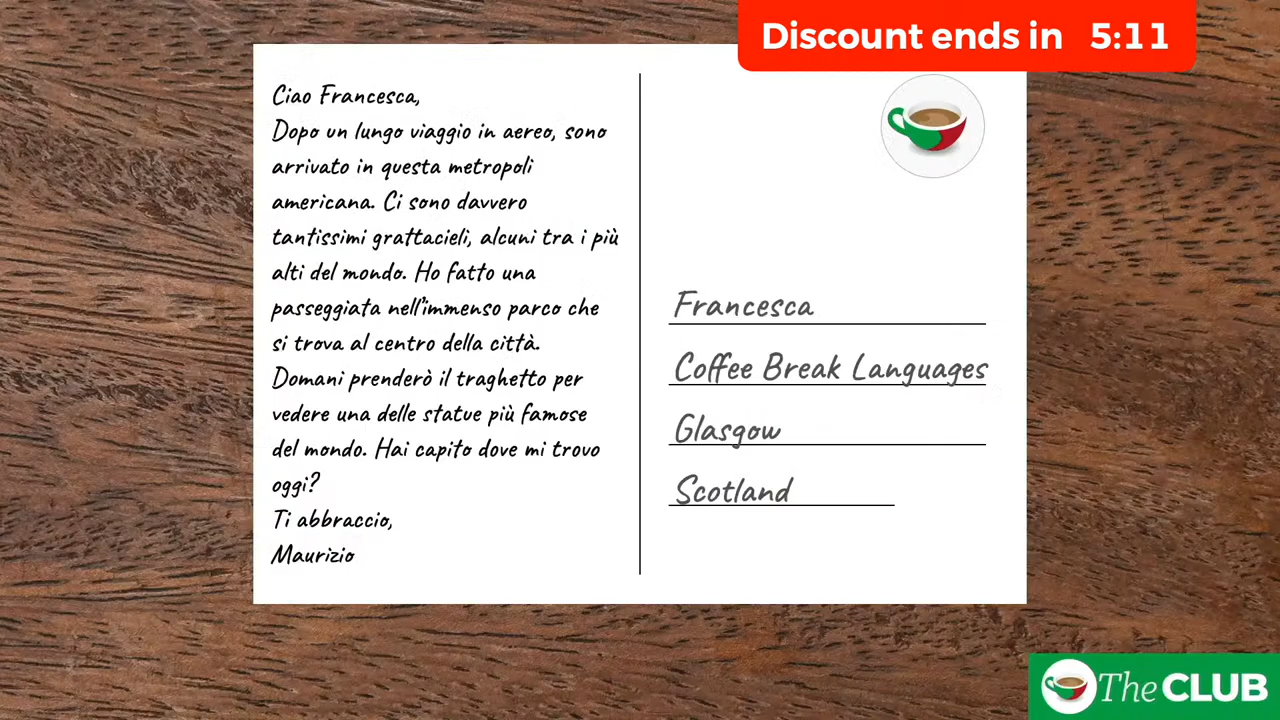 Discount ends in 5:11
Ciao Francesca,
Dopo un lungo viaggio in aereo, sono
arrivato in questa metropoli
americana. Ci sono davvero
tantissimi grattacieli, alcuni tra i più
alti del mondo. Ho fatto una
passeggiata nell'immenso parco che
si trova al centro della città.
Domani prenderò il traghetto per
vedere una delle statue più famose
del mondo. Hai capito dove mi trovo
oggi?
Ti abbraccio,
Maurizio
Francesca
Coffee Break Languages
Glasgow
Scotland
The CLUB